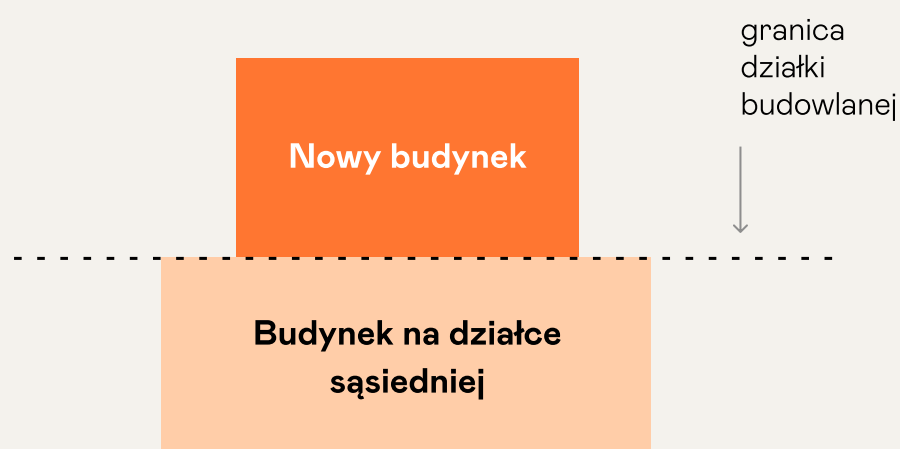 granica
działki
budowlanej
Nowy budynek
Budynek na działce
sąsiedniej